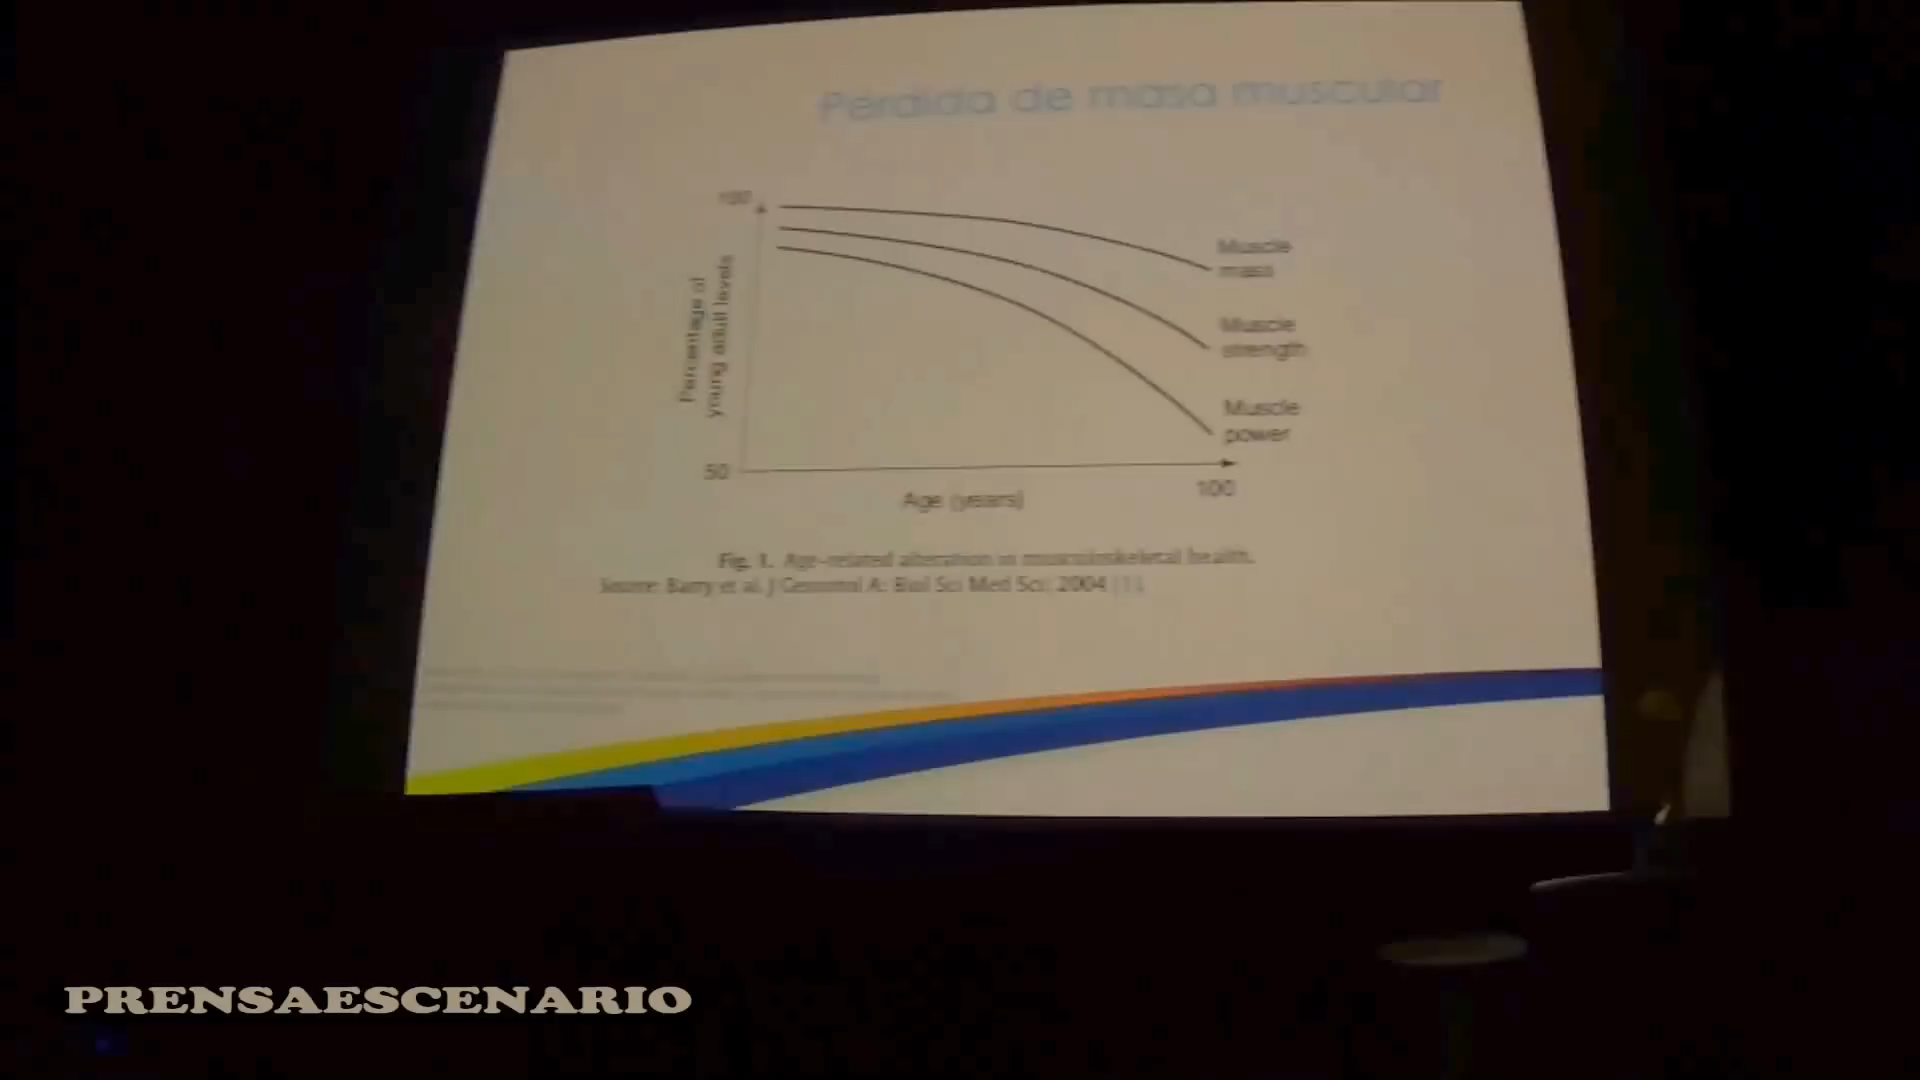 Pérdida de masa muscular
100
Percentage of
young adult levels
50
Muscle
mass
Muscle
strength
Muscle
power
Age (years)
100
Fig. 1. Age-related alteration in musculoskeletal health.
Source: Barry et al. J Gerontol A: Biol Sci Med Sci; 2004 [1].
PRENSAESCENARIO